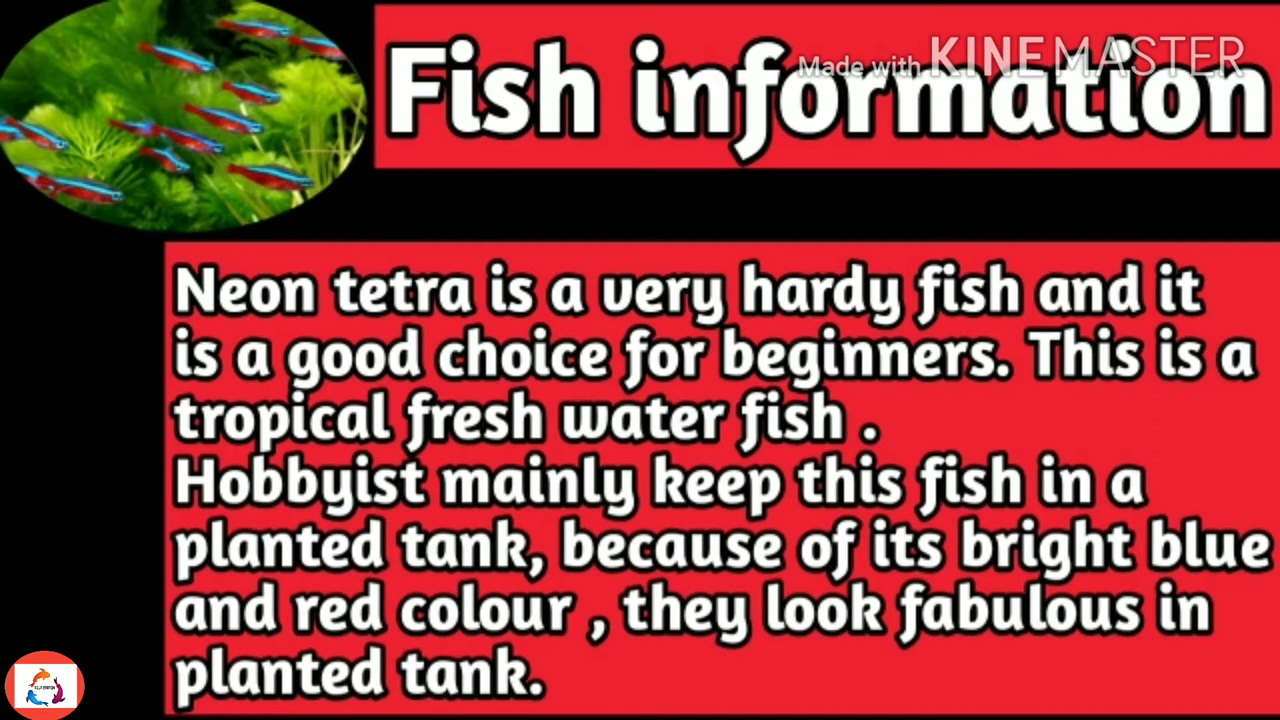 Fish information
Made with KINEMASTER
Neon tetra is a very hardy fish and it
is a good choice for beginners. This is a
tropical fresh water fish .
Hobbyist mainly keep this fish in a
planted tank, because of its bright blue
and red colour , they look fabulous in
planted tank.